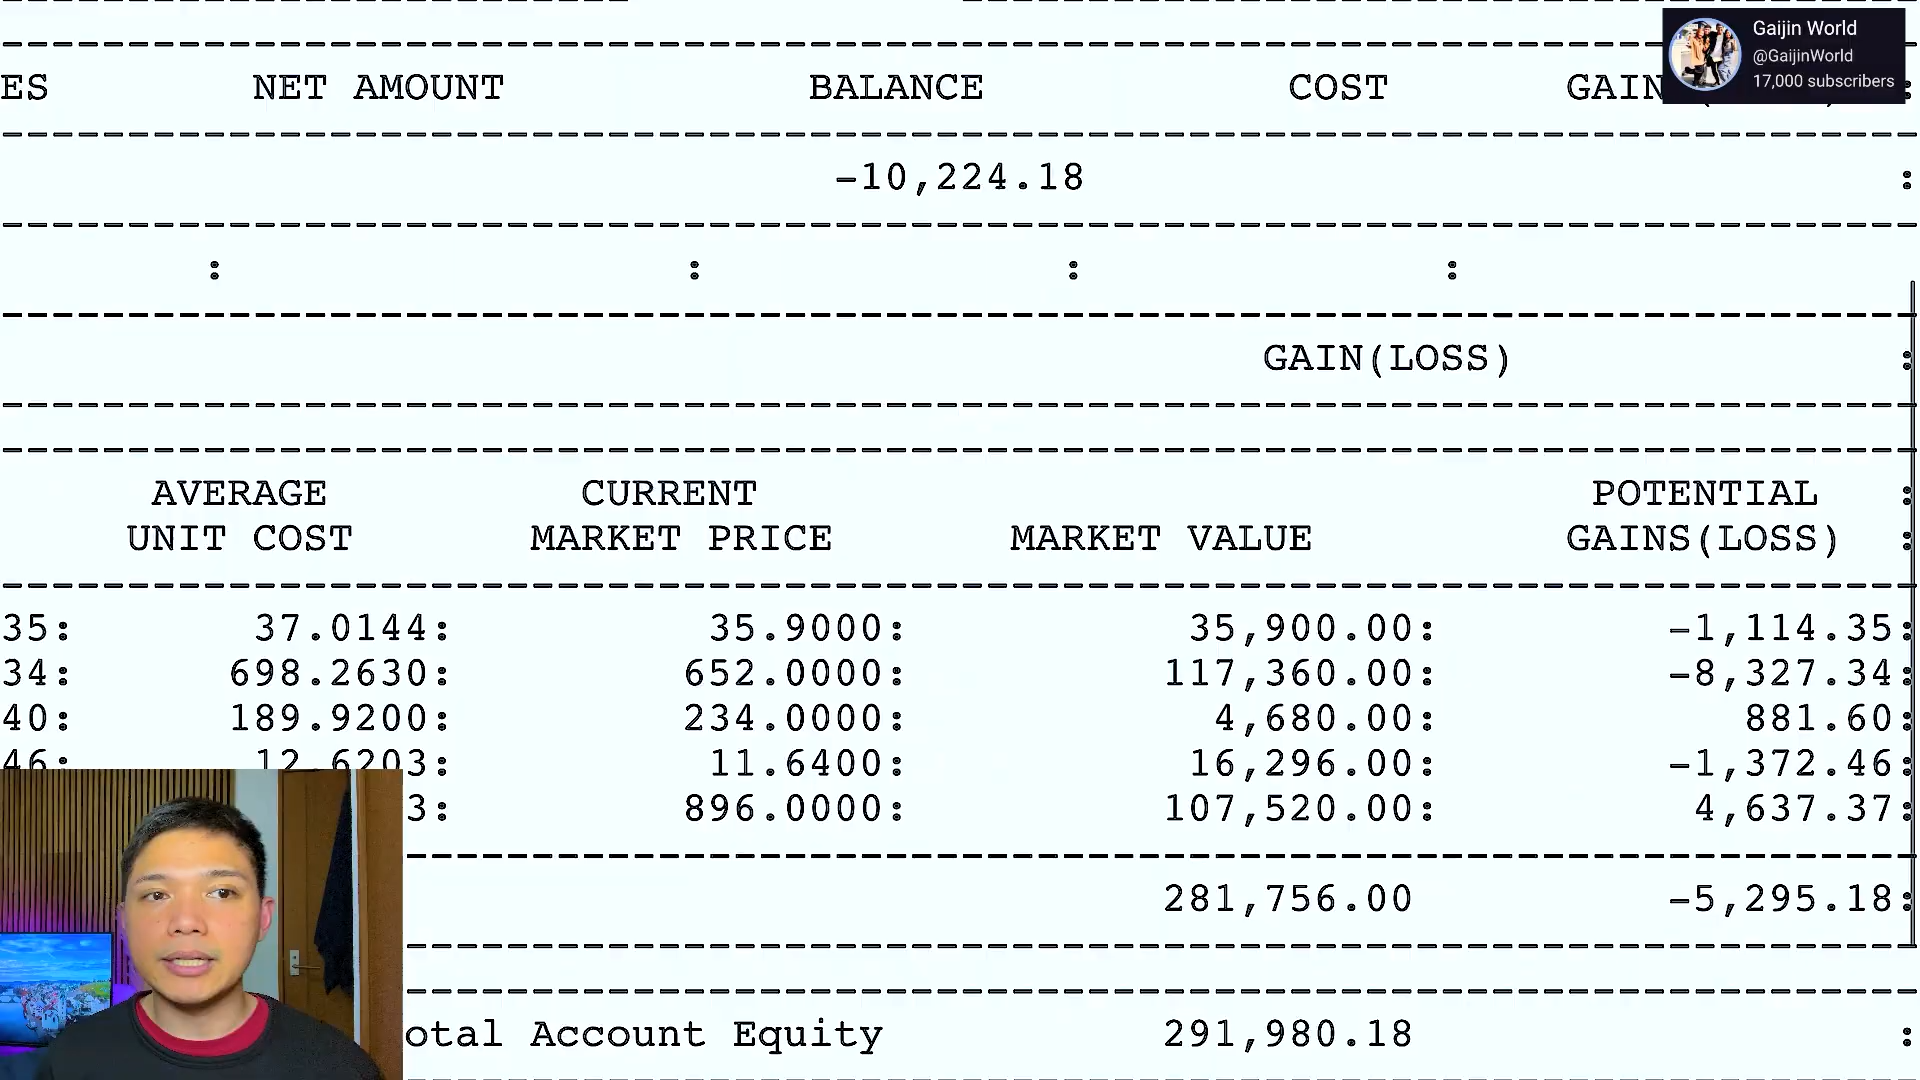 Gaijin World
@GaijinWorld
17,000 subscribers
ES NET AMOUNT BALANCE COST GAIN
-10,224.18 :
: : : :
GAIN(LOSS) :
AVERAGE CURRENT POTENTIAL :
UNIT COST MARKET PRICE MARKET VALUE GAINS(LOSS) :
35: 37.0144: 35.9000: 35,900.00: -1,114.35:
34: 698.2630: 652.0000: 117,360.00: -8,327.34:
40: 189.9200: 234.0000: 4,680.00: 881.60:
46: 12.6203: 11.6400: 16,296.00: -1,372.46:
3: 896.0000: 107,520.00: 4,637.37:
281,756.00 -5,295.18:
otal Account Equity 291,980.18 :